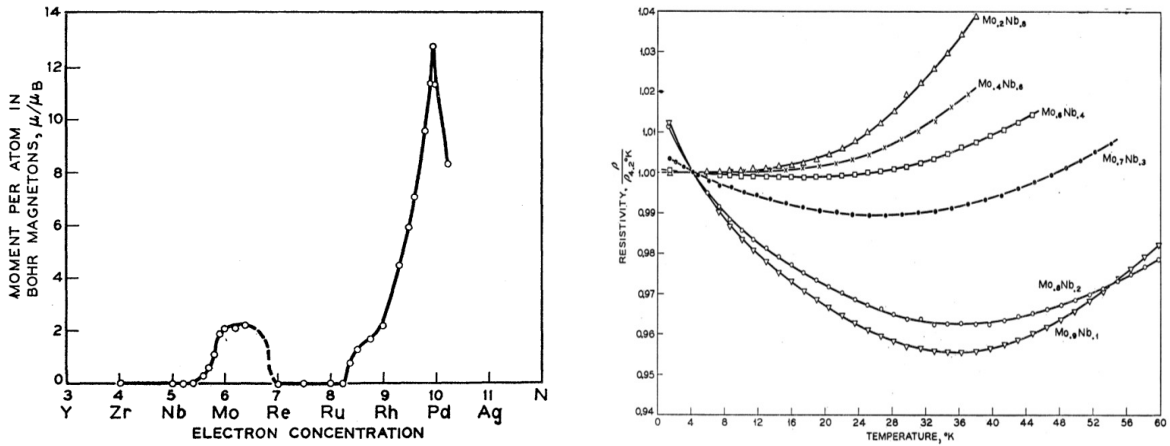 MOMENT PER ATOM IN
BOHR MAGNETONS, μ/μB
14
12
10
8
6
4
2
0
3 4 5 6 7 8 9 10 11 N
Y Zr Nb Mo Re Ru Rh Pd Ag
ELECTRON CONCENTRATION
RESISTIVITY, ρ/ρ4.2°K
1.04
1.03
1.02
1.01
1.00
0.99
0.98
0.97
0.96
0.95
0.94
Mo.2Nb.8
Mo.4Nb.6
Mo.6Nb.4
Mo.7Nb.3
Mo.8Nb.2
Mo.9Nb.1
0 4 8 12 16 20 24 28 32 36 40 44 48 52 56 60
TEMPERATURE, °K